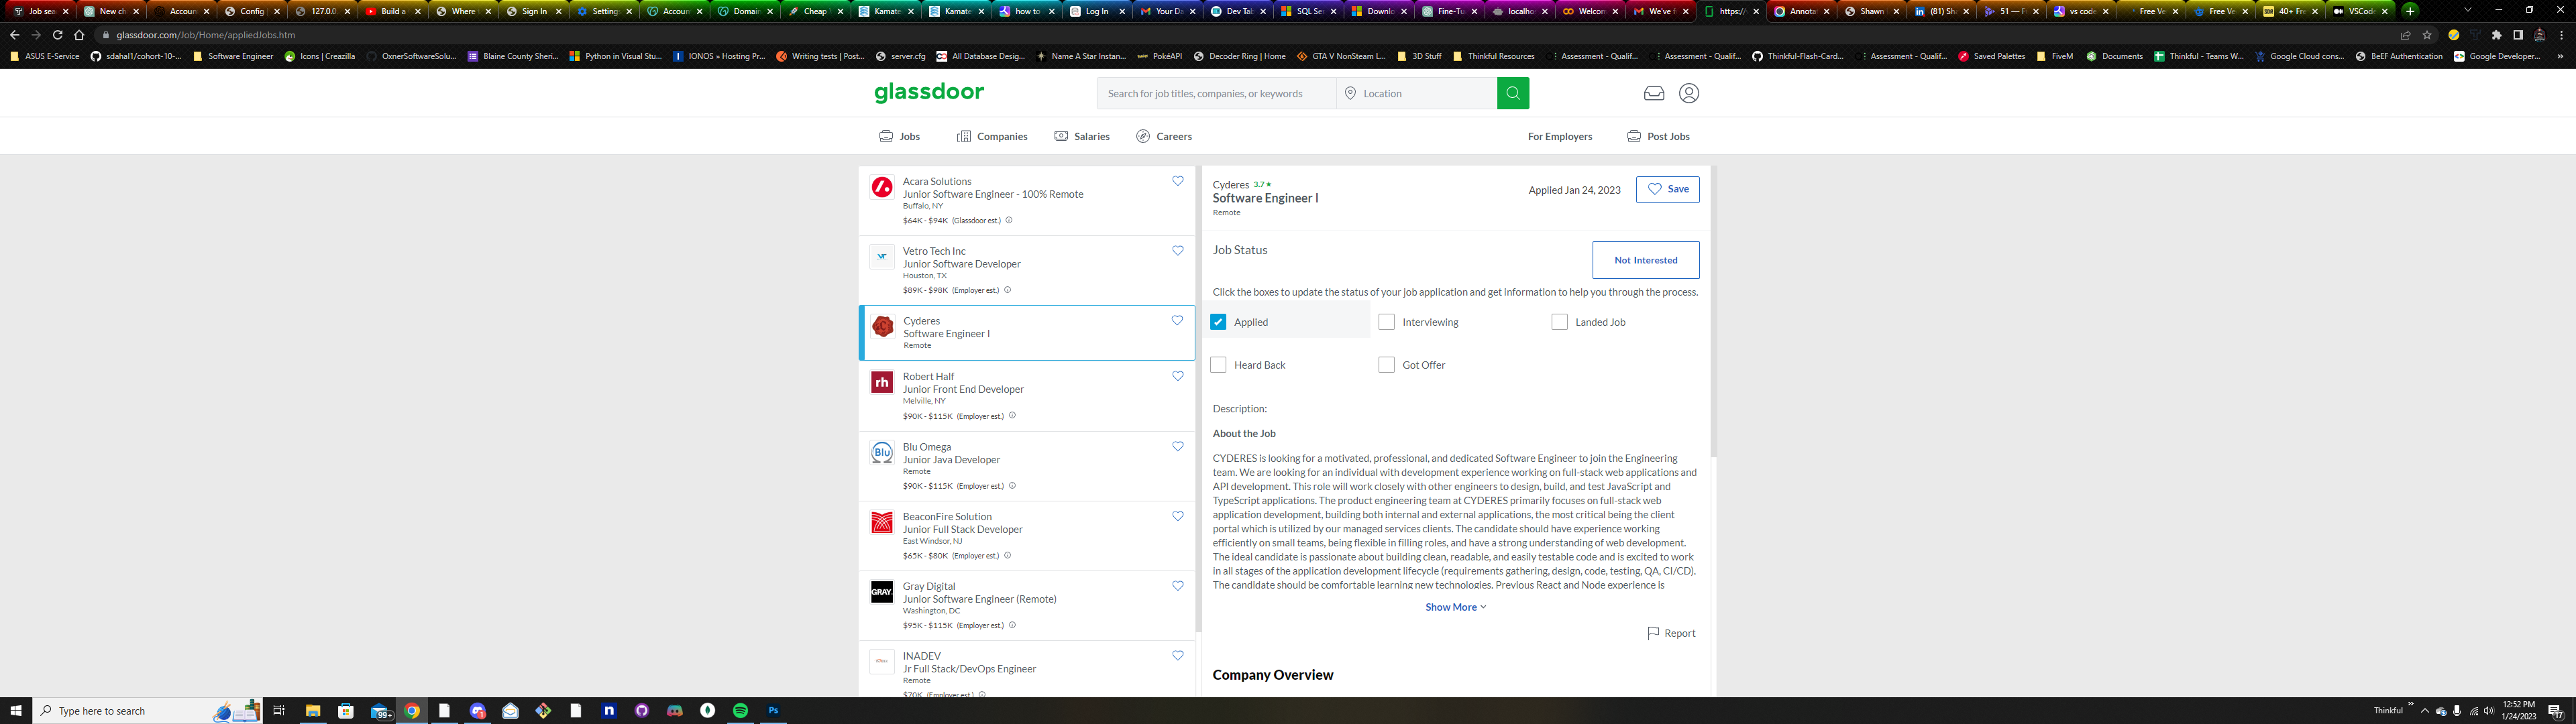 Job sea
New ch
Accoun
Config
127.0.0
Build a
Where
Sign In
Setting
Accoun
Domain
Cheap
Kamate
Kamate
how to
Log In
Your Da
Dev Tab
SQL Se
Downlo
Fine-Tu
localho
Welcom
We've f
https://
Annota
Shawn
(81) Sha
51 — F
vs code
Free Ve
Free Ve
40+ Fre
VSCod
glassdoor.com/Job/Home/appliedJobs.htm
ASUS E-Service
sdahal1/cohort-10-...
Software Engineer
Icons | Creazilla
OxnerSoftwareSolu...
Blaine County Sheri...
Python in Visual Stu...
IONOS » Hosting Pr...
Writing tests | Post...
server.cfg
All Database Desig...
Name A Star Instan...
PokéAPI
Decoder Ring | Home
GTA V NonSteam L...
3D Stuff
Thinkful Resources
Assessment - Qualif...
Assessment - Qualif...
Thinkful-Flash-Card...
Assessment - Qualif...
Saved Palettes
FiveM
Documents
Thinkful - Teams W...
Google Cloud cons...
BeEF Authentication
Google Developer...
glassdoor
Search for job titles, companies, or keywords
Location
Jobs
Companies
Salaries
Careers
For Employers
Post Jobs
Acara Solutions
Junior Software Engineer - 100% Remote
Buffalo, NY
$64K - $94K (Glassdoor est.)
Vetro Tech Inc
Junior Software Developer
Houston, TX
$89K - $98K (Employer est.)
Cyderes
Software Engineer I
Remote
rh
Robert Half
Junior Front End Developer
Melville, NY
$90K - $115K (Employer est.)
Blu
Blu Omega
Junior Java Developer
Remote
$90K - $115K (Employer est.)
BeaconFire Solution
Junior Full Stack Developer
East Windsor, NJ
$65K - $80K (Employer est.)
GRAY
Gray Digital
Junior Software Engineer (Remote)
Washington, DC
$95K - $115K (Employer est.)
INADEV
Jr Full Stack/DevOps Engineer
Remote
$70K (Employer est.)
Cyderes 3.7 ★
Software Engineer I
Remote
Applied Jan 24, 2023
Save
Job Status
Not Interested
Click the boxes to update the status of your job application and get information to help you through the process.
Applied
Interviewing
Landed Job
Heard Back
Got Offer
Description:
About the Job
CYDERES is looking for a motivated, professional, and dedicated Software Engineer to join the Engineering
team. We are looking for an individual with development experience working on full-stack web applications and
API development. This role will work closely with other engineers to design, build, and test JavaScript and
TypeScript applications. The product engineering team at CYDERES primarily focuses on full-stack web
application development, building both internal and external applications, the most critical being the client
portal which is utilized by our managed services clients. The candidate should have experience working
efficiently on small teams, being flexible in filling roles, and have a strong understanding of web development.
The ideal candidate is passionate about building clean, readable, and easily testable code and is excited to work
in all stages of the application development lifecycle (requirements gathering, design, code, testing, QA, CI/CD).
The candidate should be comfortable learning new technologies. Previous React and Node experience is
Show More
Report
Company Overview
Type here to search
99+
Ps
Thinkful
12:52 PM
1/24/2023